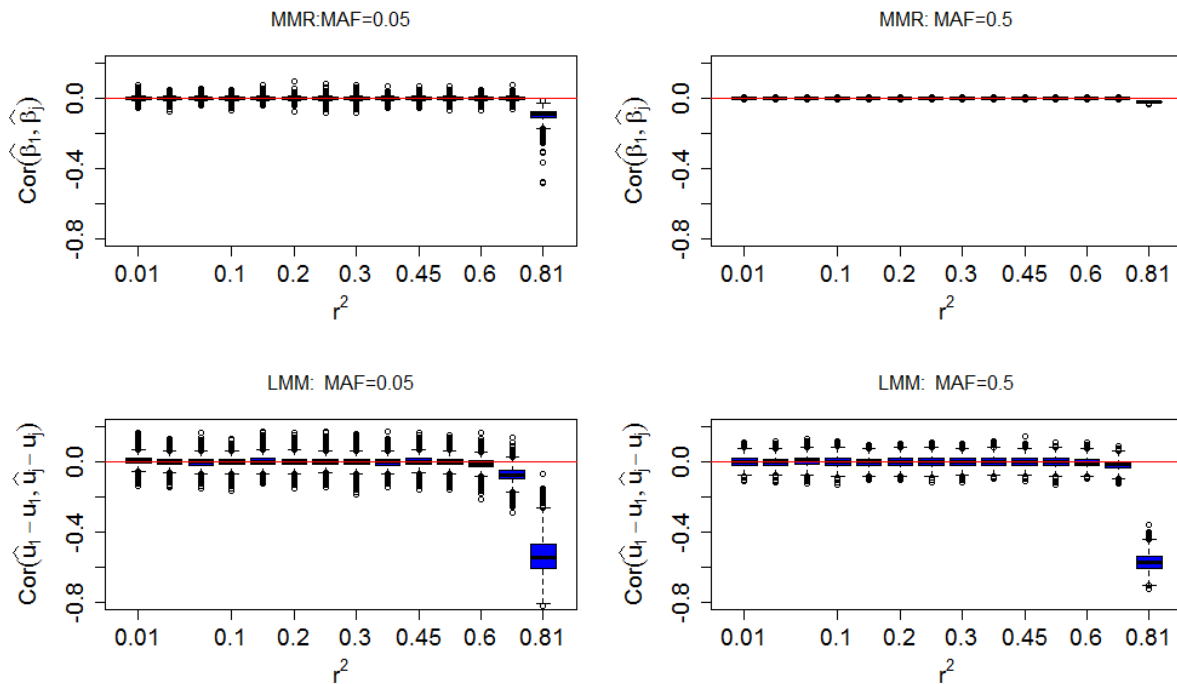 MMR:MAF=0.05
Cor(β̂₁, β̂ⱼ)
0.0
-0.4
-0.8
0.01 0.1 0.2 0.3 0.45 0.6 0.81
r²
MMR: MAF=0.5
Cor(β̂₁, β̂ⱼ)
0.0
-0.4
-0.8
0.01 0.1 0.2 0.3 0.45 0.6 0.81
r²
LMM: MAF=0.05
Cor(û₁ − u₁, ûⱼ − uⱼ)
0.0
-0.4
-0.8
0.01 0.1 0.2 0.3 0.45 0.6 0.81
r²
LMM: MAF=0.5
Cor(û₁ − u₁, ûⱼ − uⱼ)
0.0
-0.4
-0.8
0.01 0.1 0.2 0.3 0.45 0.6 0.81
r²